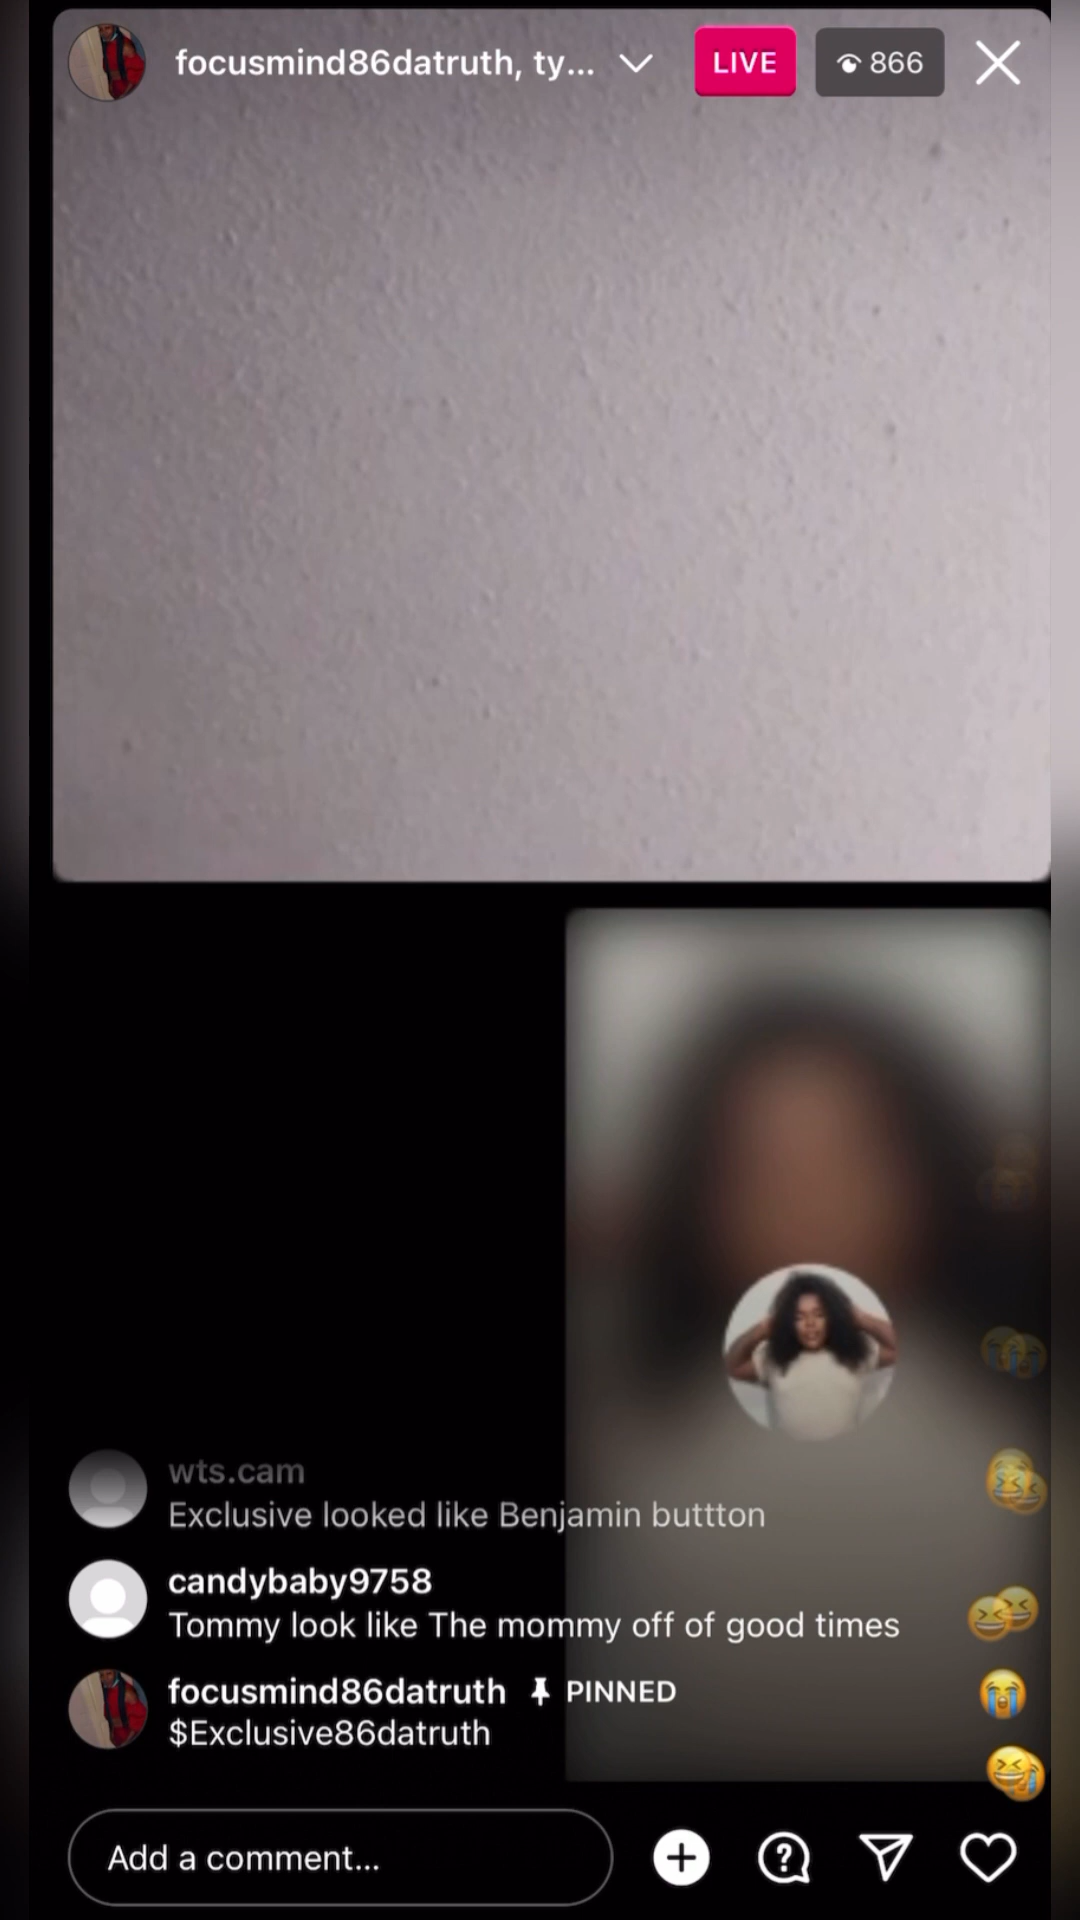 focusmind86datruth, ty...
LIVE
866
wts.cam
Exclusive looked like Benjamin buttton
candybaby9758
Tommy look like The mommy off of good times
focusmind86datruth PINNED
$Exclusive86datruth
Add a comment...